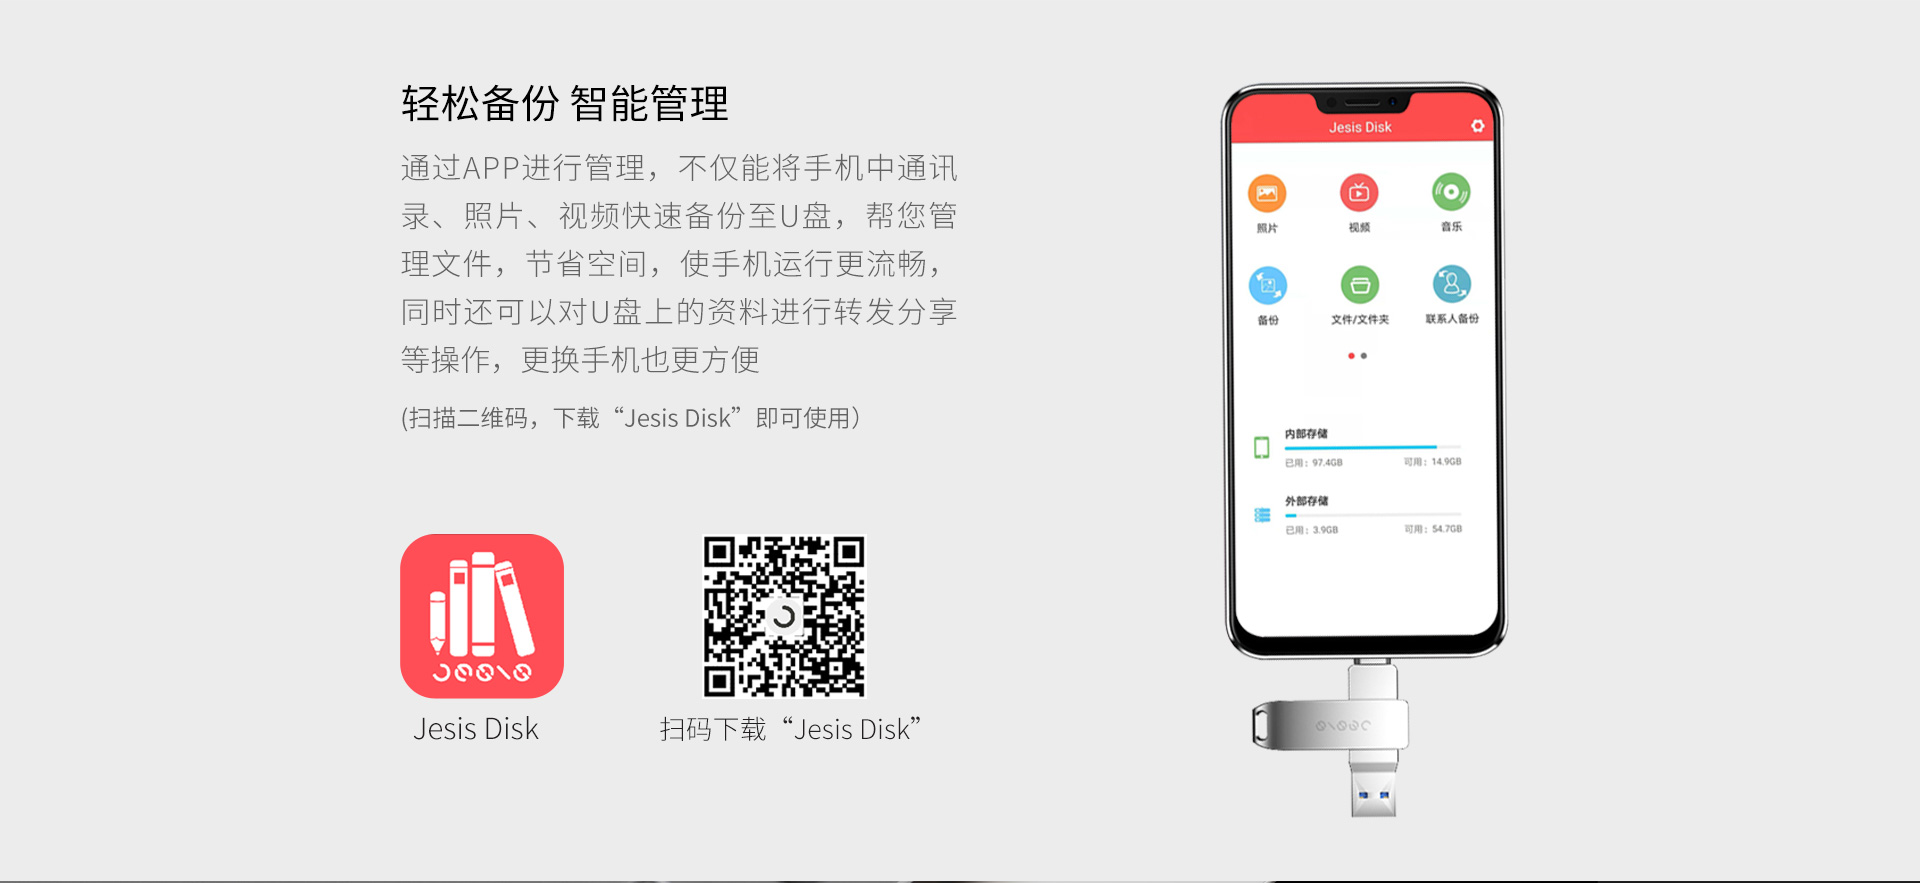 轻松备份 智能管理
通过APP进行管理，不仅能将手机中通讯
录、照片、视频快速备份至U盘，帮您管
理文件，节省空间，使手机运行更流畅，
同时还可以对U盘上的资料进行转发分享
等操作，更换手机也更方便
(扫描二维码，下载“Jesis Disk”即可使用）
Jesis Disk
扫码下载“Jesis Disk”
Jesis Disk
照片
视频
音乐
备份
文件/文件夹
联系人备份
内部存储
已用：97.4GB
可用：14.9GB
外部存储
已用：3.9GB
可用：54.7GB